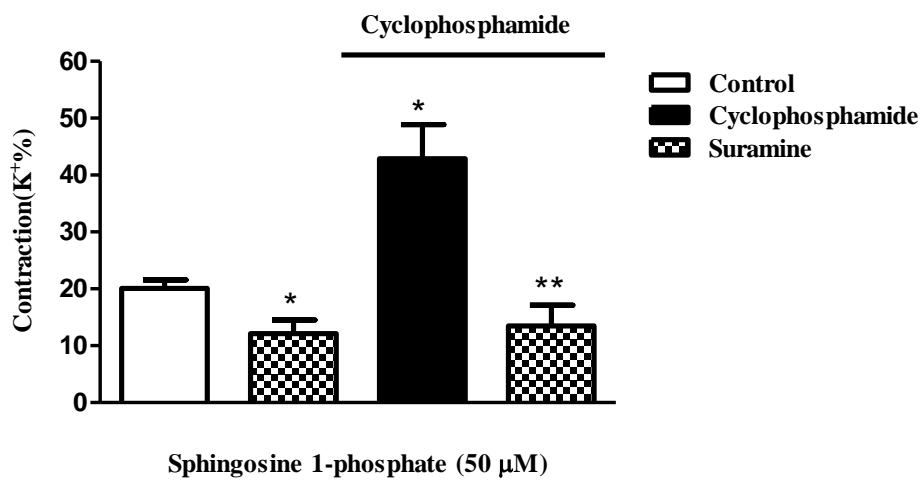 Cyclophosphamide
60
50
40
30
20
10
0
Contraction(K⁺%)
*
*
**
Control
Cyclophosphamide
Suramine
Sphingosine 1-phosphate (50 μM)